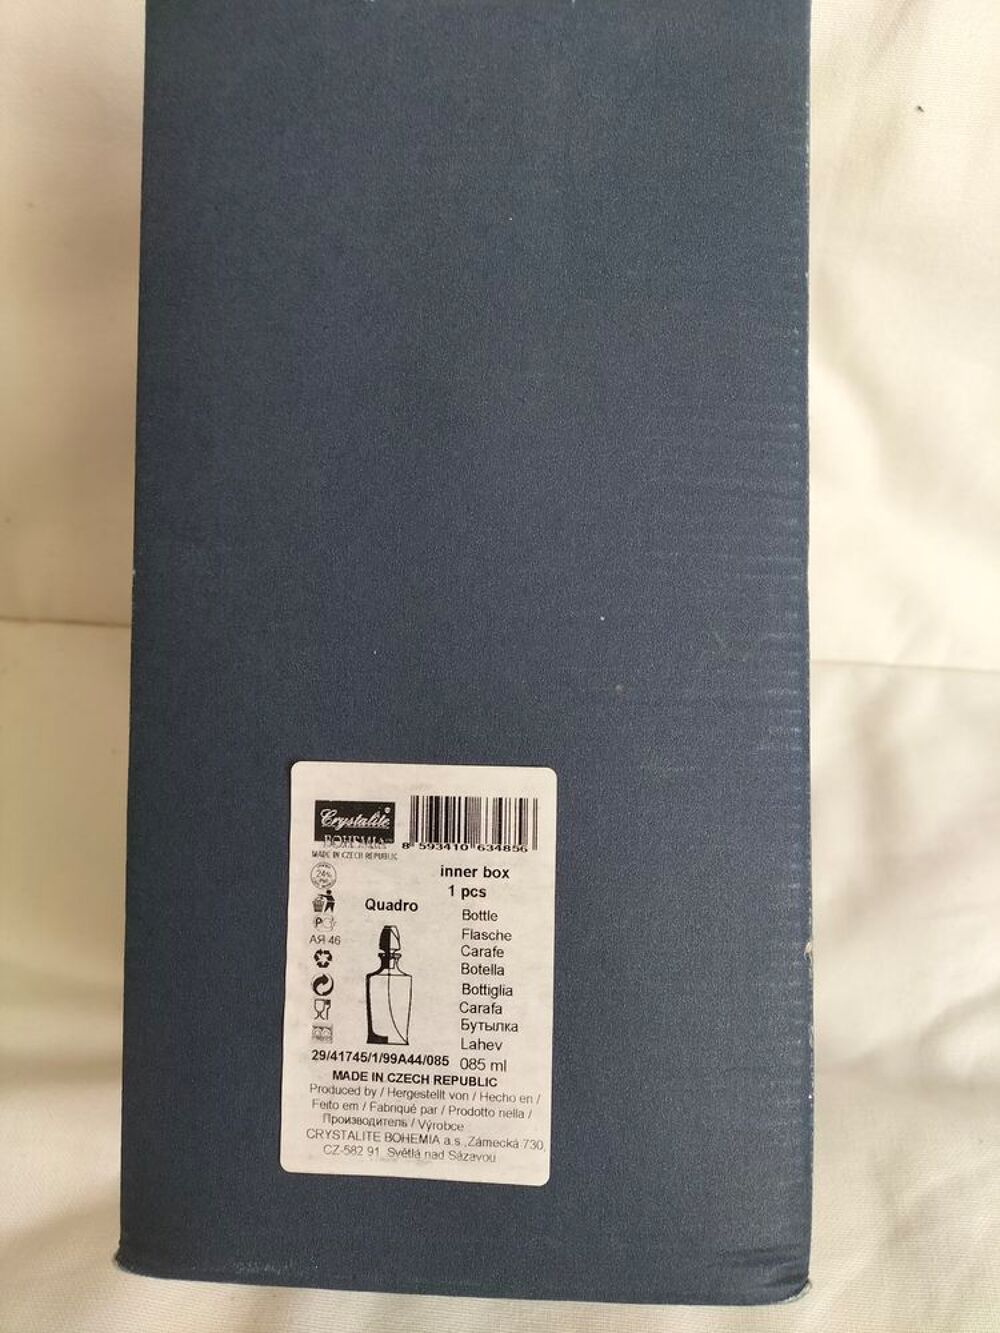 Crystalite
BOHEMIA
MADE IN CZECH REPUBLIC
8 593410 634856
24%
inner box
1 pcs
Quadro
АЯ 46
Bottle
Flasche
Carafe
Botella
Bottiglia
Carafa
Бутылка
Lahev
29/41745/1/99A44/085 085 ml
MADE IN CZECH REPUBLIC
Produced by / Hergestellt von / Hecho en /
Feito em / Fabriqué par / Prodotto nella /
Производитель / Výrobce
CRYSTALITE BOHEMIA a.s.,Zámecká 730,
CZ-582 91 Světlá nad Sázavou